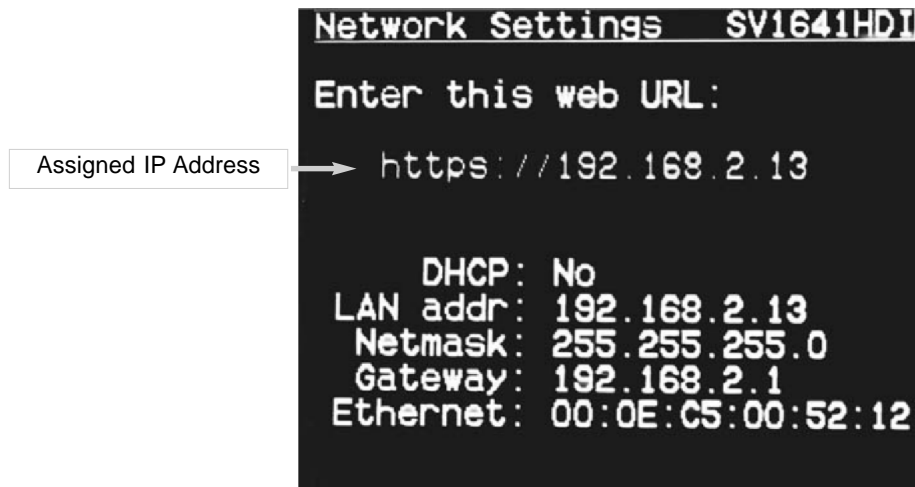 Network Settings SV1641HDI
Enter this web URL:
Assigned IP Address
https://192.168.2.13
DHCP: No
LAN addr: 192.168.2.13
Netmask: 255.255.255.0
Gateway: 192.168.2.1
Ethernet: 00:0E:C5:00:52:12